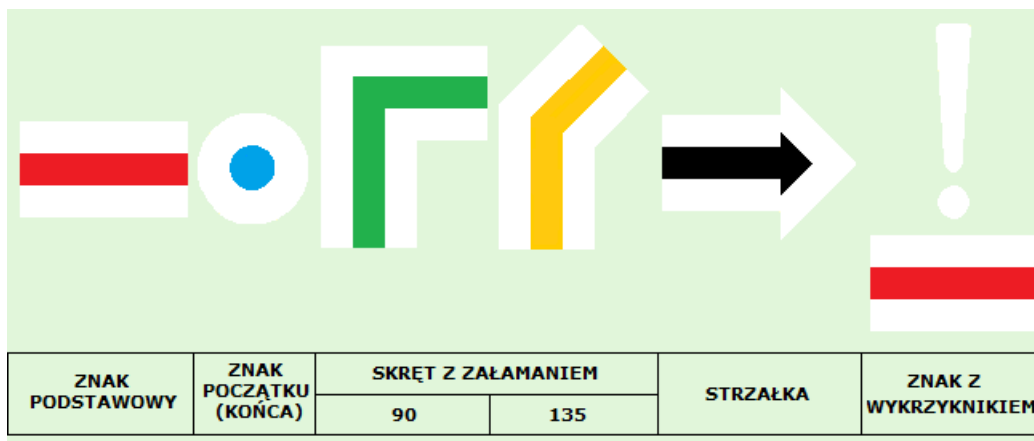 !
ZNAK
PODSTAWOWY
ZNAK
POCZĄTKU
(KOŃCA)
SKRĘT Z ZAŁAMANIEM
90
135
STRZAŁKA
ZNAK Z
WYKRZYKNIKIEM